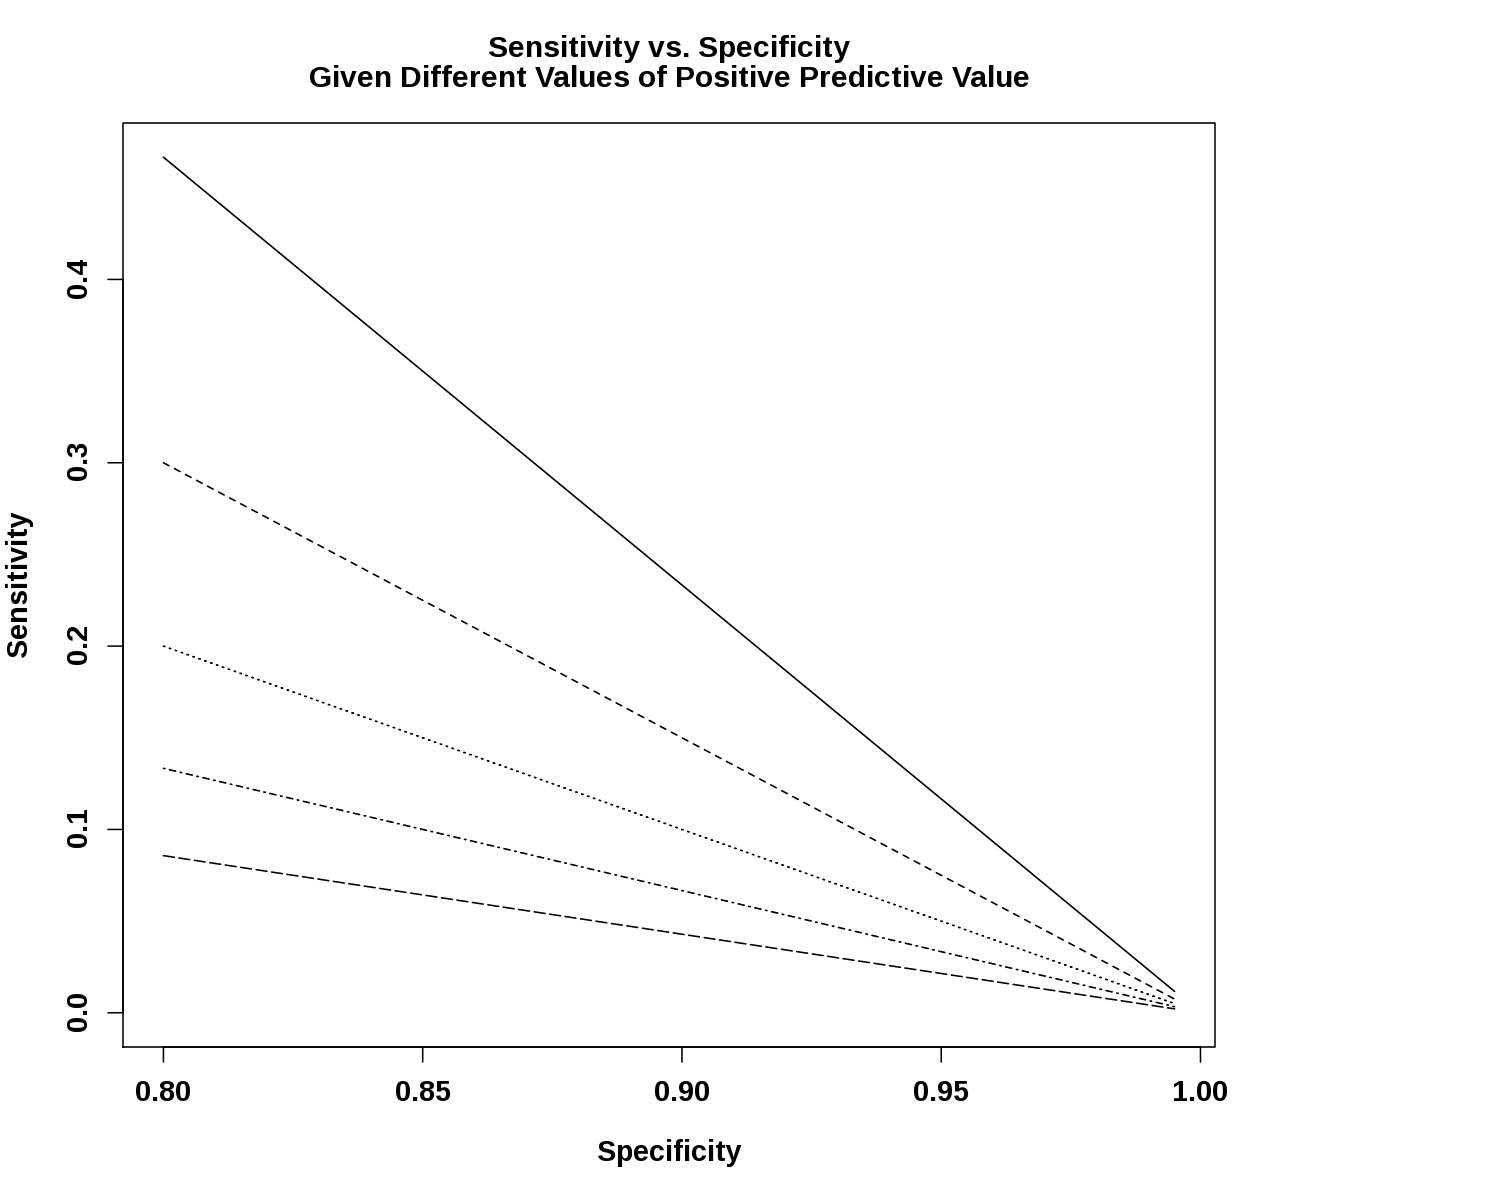 Sensitivity vs. Specificity
Given Different Values of Positive Predictive Value
Sensitivity
0.4
0.3
0.2
0.1
0.0
0.80 0.85 0.90 0.95 1.00
Specificity